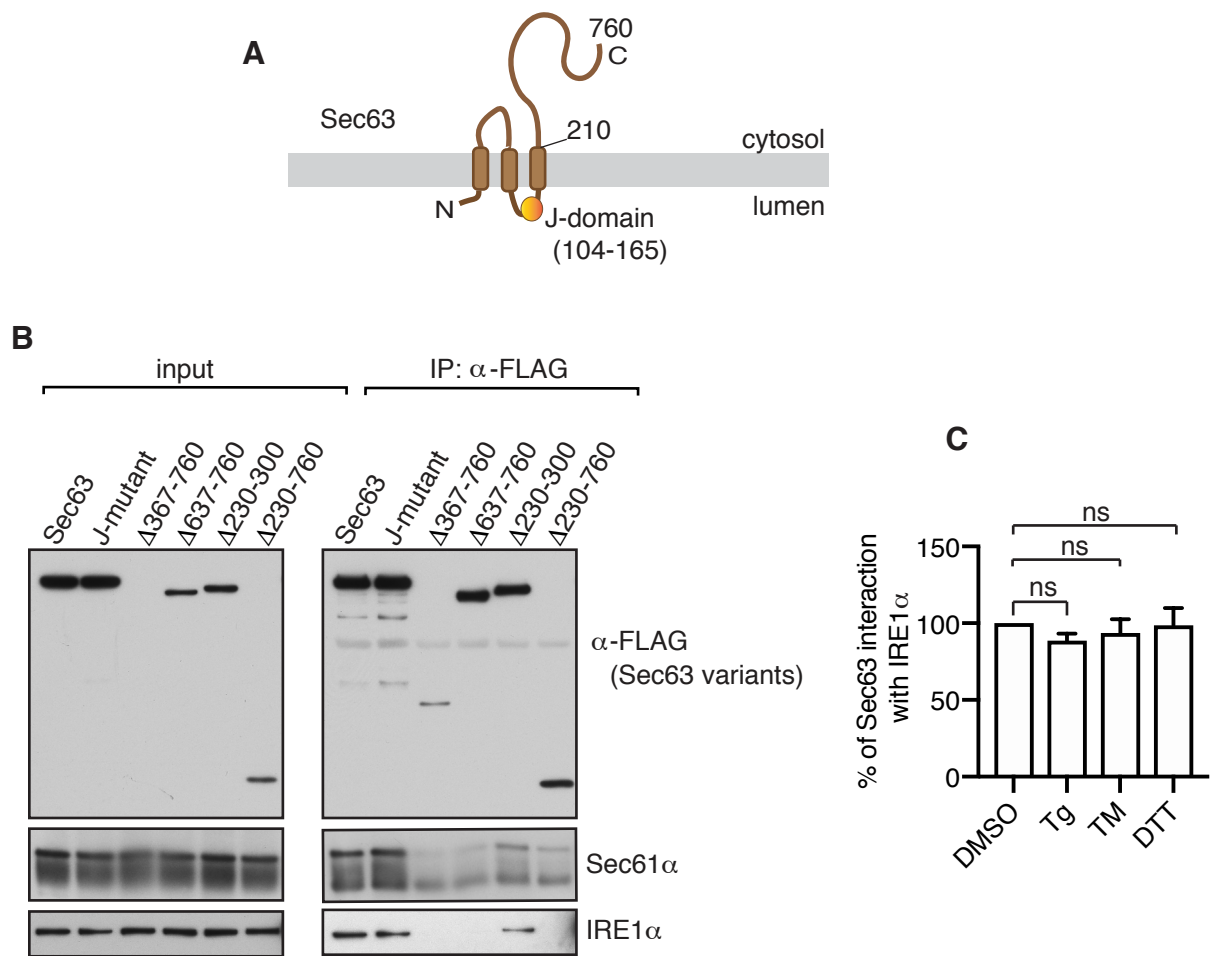 A
760
C
Sec63
210
cytosol
lumen
N
J-domain
(104-165)
B
input
IP: α-FLAG
Sec63
J-mutant
Δ367-760
Δ637-760
Δ230-300
Δ230-760
Sec63
J-mutant
Δ367-760
Δ637-760
Δ230-300
Δ230-760
α-FLAG
(Sec63 variants)
Sec61α
IRE1α
C
% of Sec63 interaction
with IRE1α
150
100
50
0
ns
ns
ns
DMSO
Tg
TM
DTT